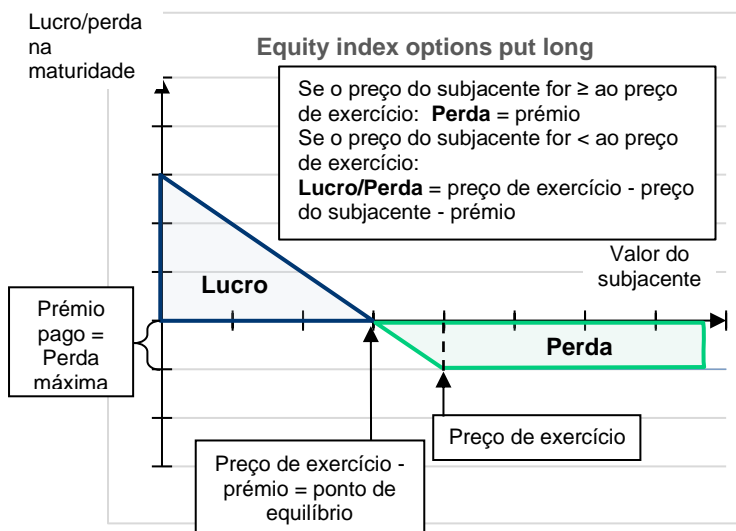 Lucro/perda
na
maturidade
Equity index options put long
Se o preço do subjacente for ≥ ao preço
de exercício: Perda = prémio
Se o preço do subjacente for < ao preço
de exercício:
Lucro/Perda = preço de exercício - preço
do subjacente - prémio
Valor do
subjacente
Lucro
Prémio
pago =
Perda
máxima
Perda
Preço de exercício
Preço de exercício -
prémio = ponto de
equilíbrio